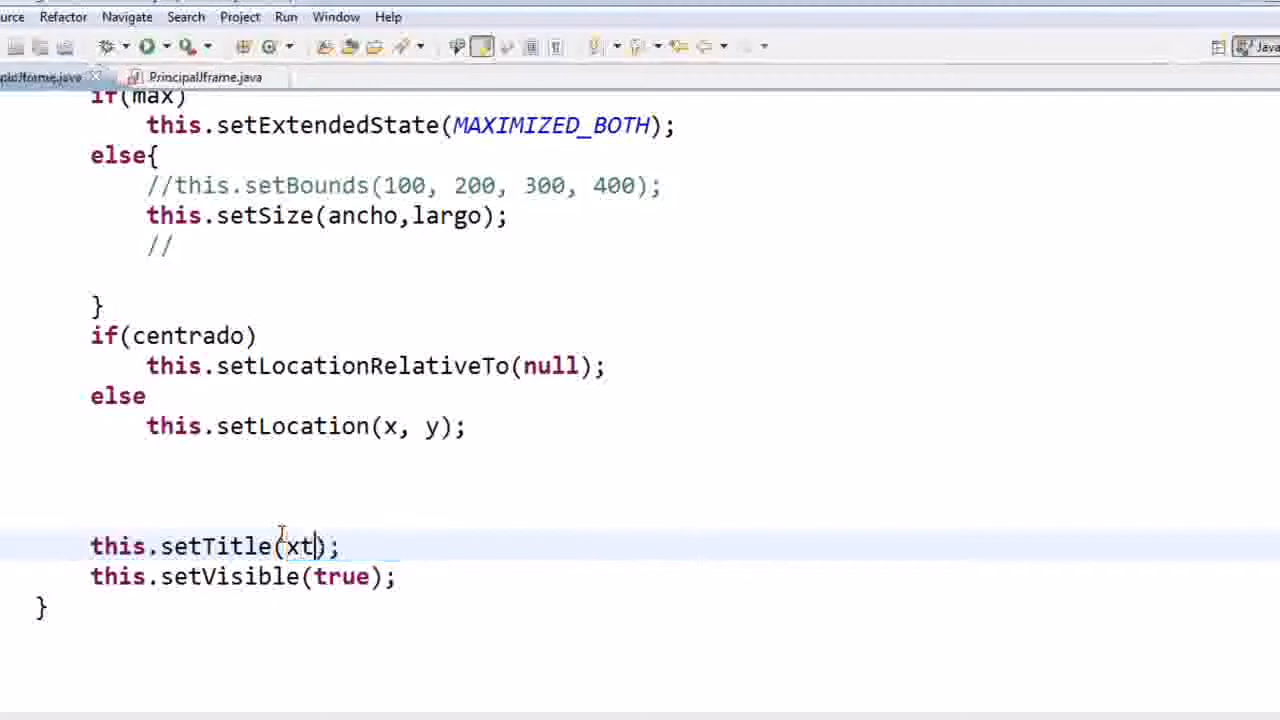 Refactor Navigate Search Project Run Window Help
Java
PrincipalJframe.java
if(max)
this.setExtendedState(MAXIMIZED_BOTH);
else{
//this.setBounds(100, 200, 300, 400);
this.setSize(ancho,largo);
//
}
if(centrado)
this.setLocationRelativeTo(null);
else
this.setLocation(x, y);
this.setTitle(xt);
this.setVisible(true);
}